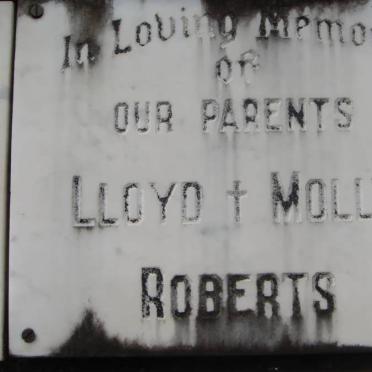 In Loving Memo
of
OUR PARENTS
LLOYD † MOLL
ROBERTS